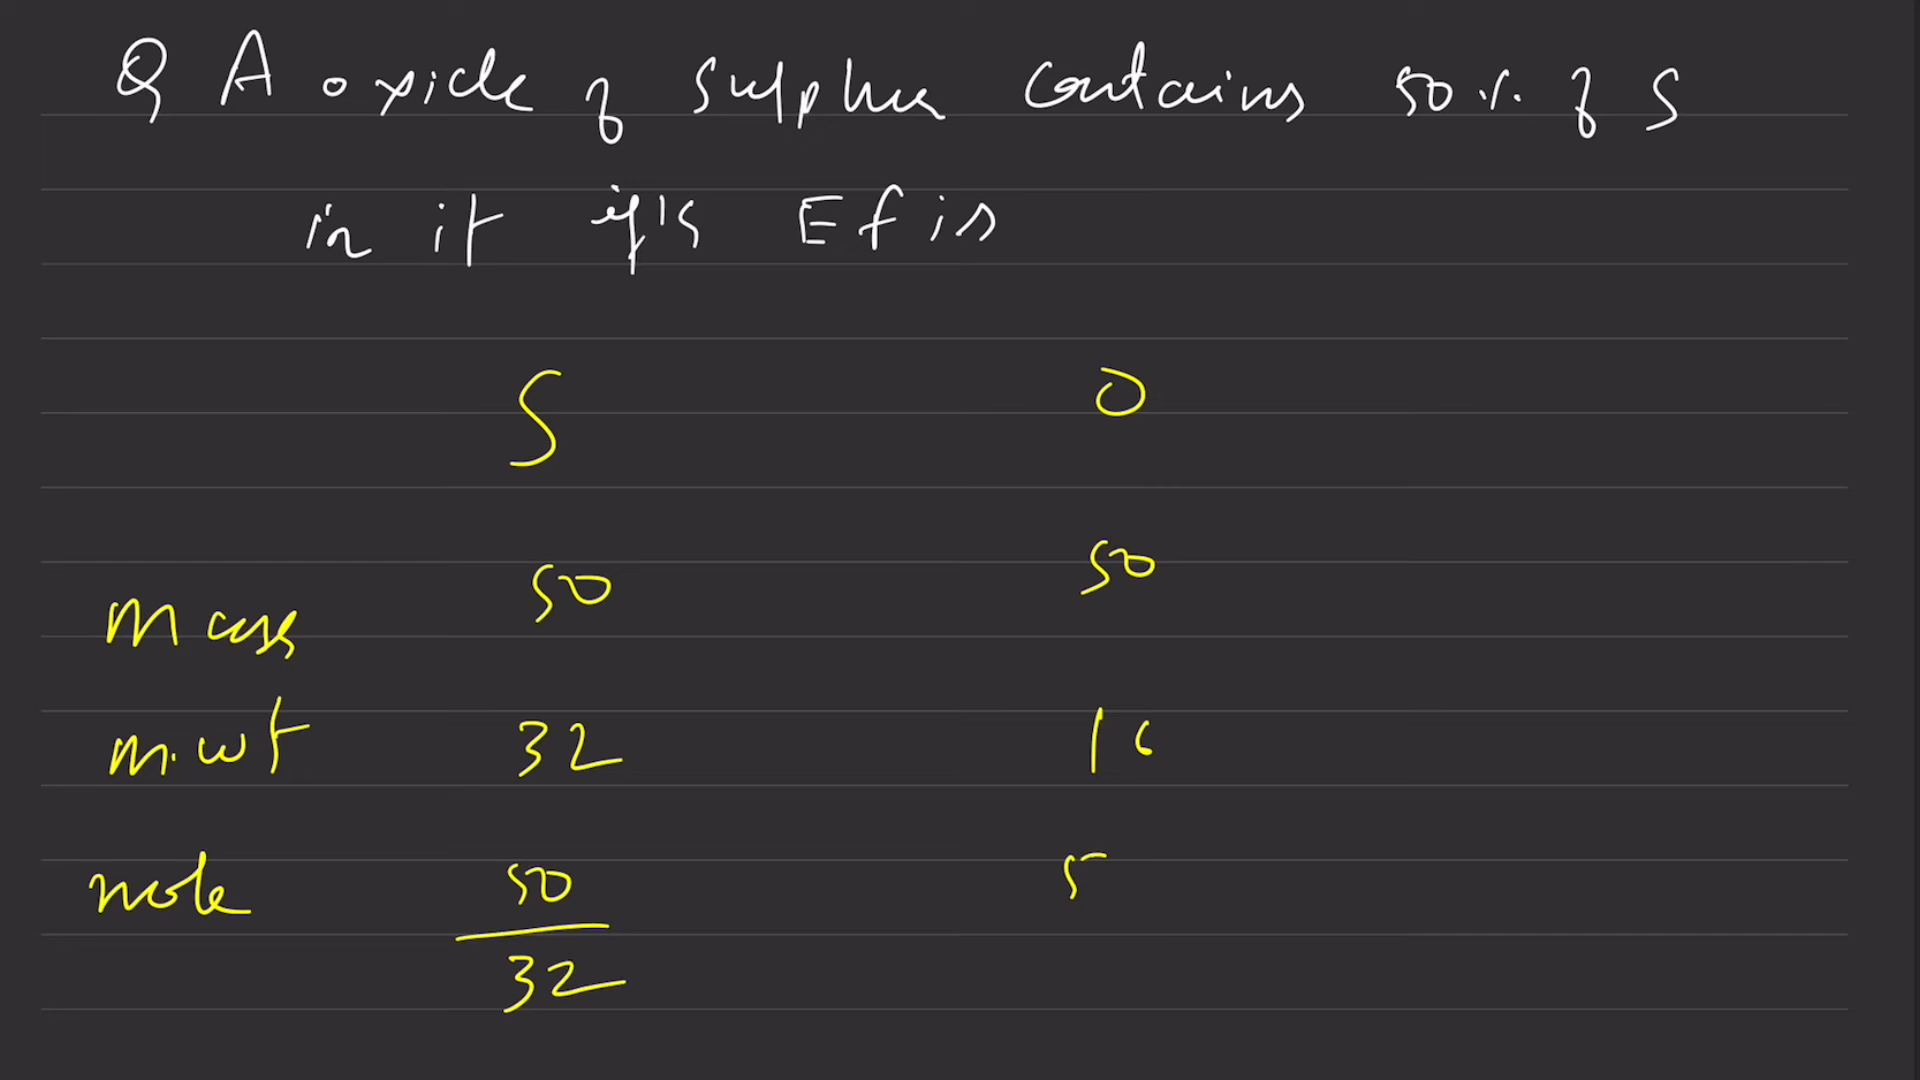 Q A oxide of sulphur contains 50 % of S
in it it's Ef is
S O
mass 50 50
m.wt 32 16
mole 50/32 5